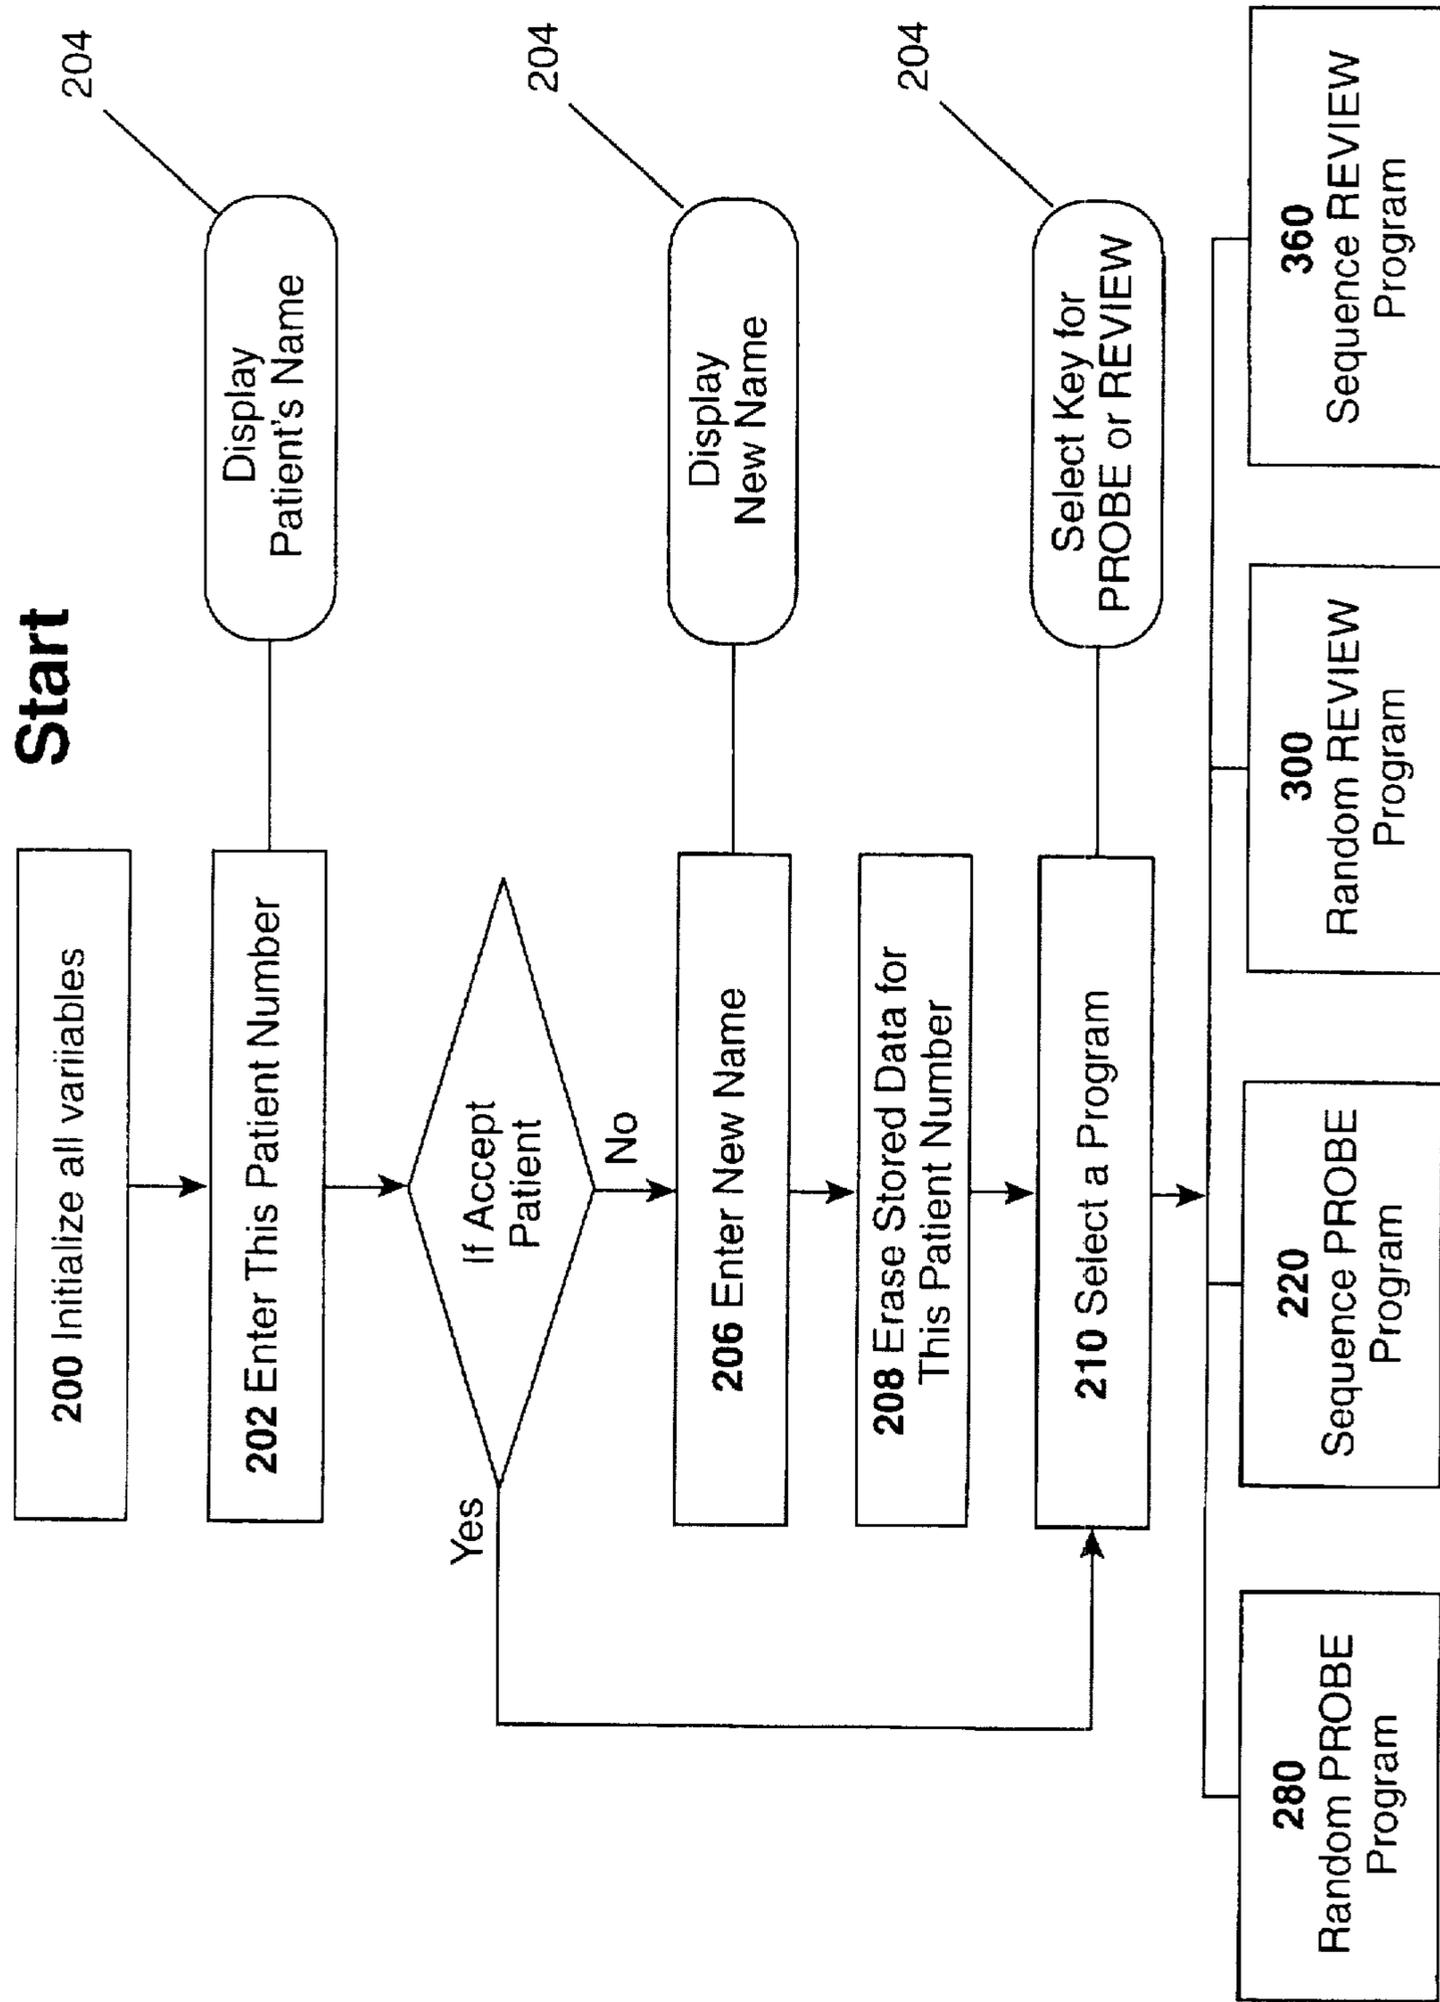 Start
200 Initialize all variiables
202 Enter This Patient Number
Display
Patient's Name
204
If Accept
Patient
Yes
No
206 Enter New Name
Display
New Name
204
208 Erase Stored Data for
This Patient Number
210 Select a Program
Select Key for
PROBE or REVIEW
204
280
Random PROBE
Program
220
Sequence PROBE
Program
300
Random REVIEW
Program
360
Sequence REVIEW
Program